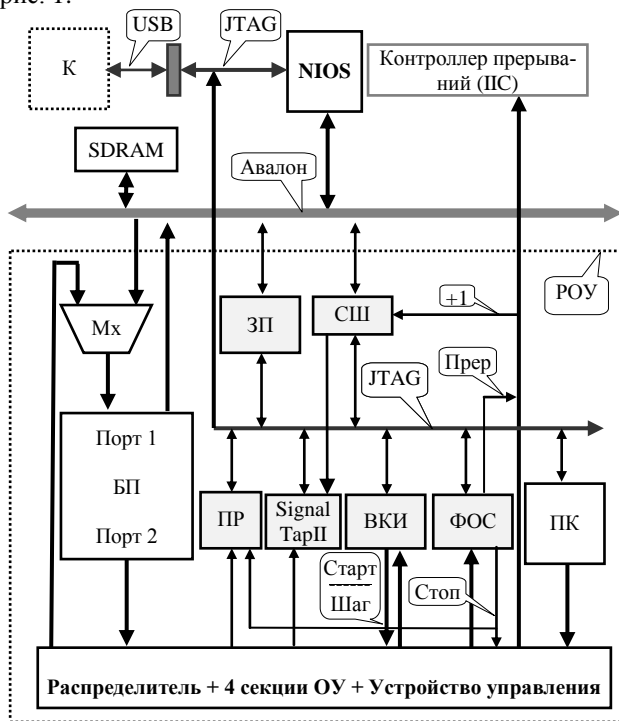 рис. 1.
USB
JTAG
К
NIOS
Контроллер прерыва-
ний (IIC)
SDRAM
Авалон
РОУ
+1
Мх
ЗП
СШ
Прер
JTAG
Порт 1
БП
Порт 2
ПР
Signal
TapII
ВКИ
ФОС
ПК
Старт
Шаг
Стоп
Распределитель + 4 секции ОУ + Устройство управления